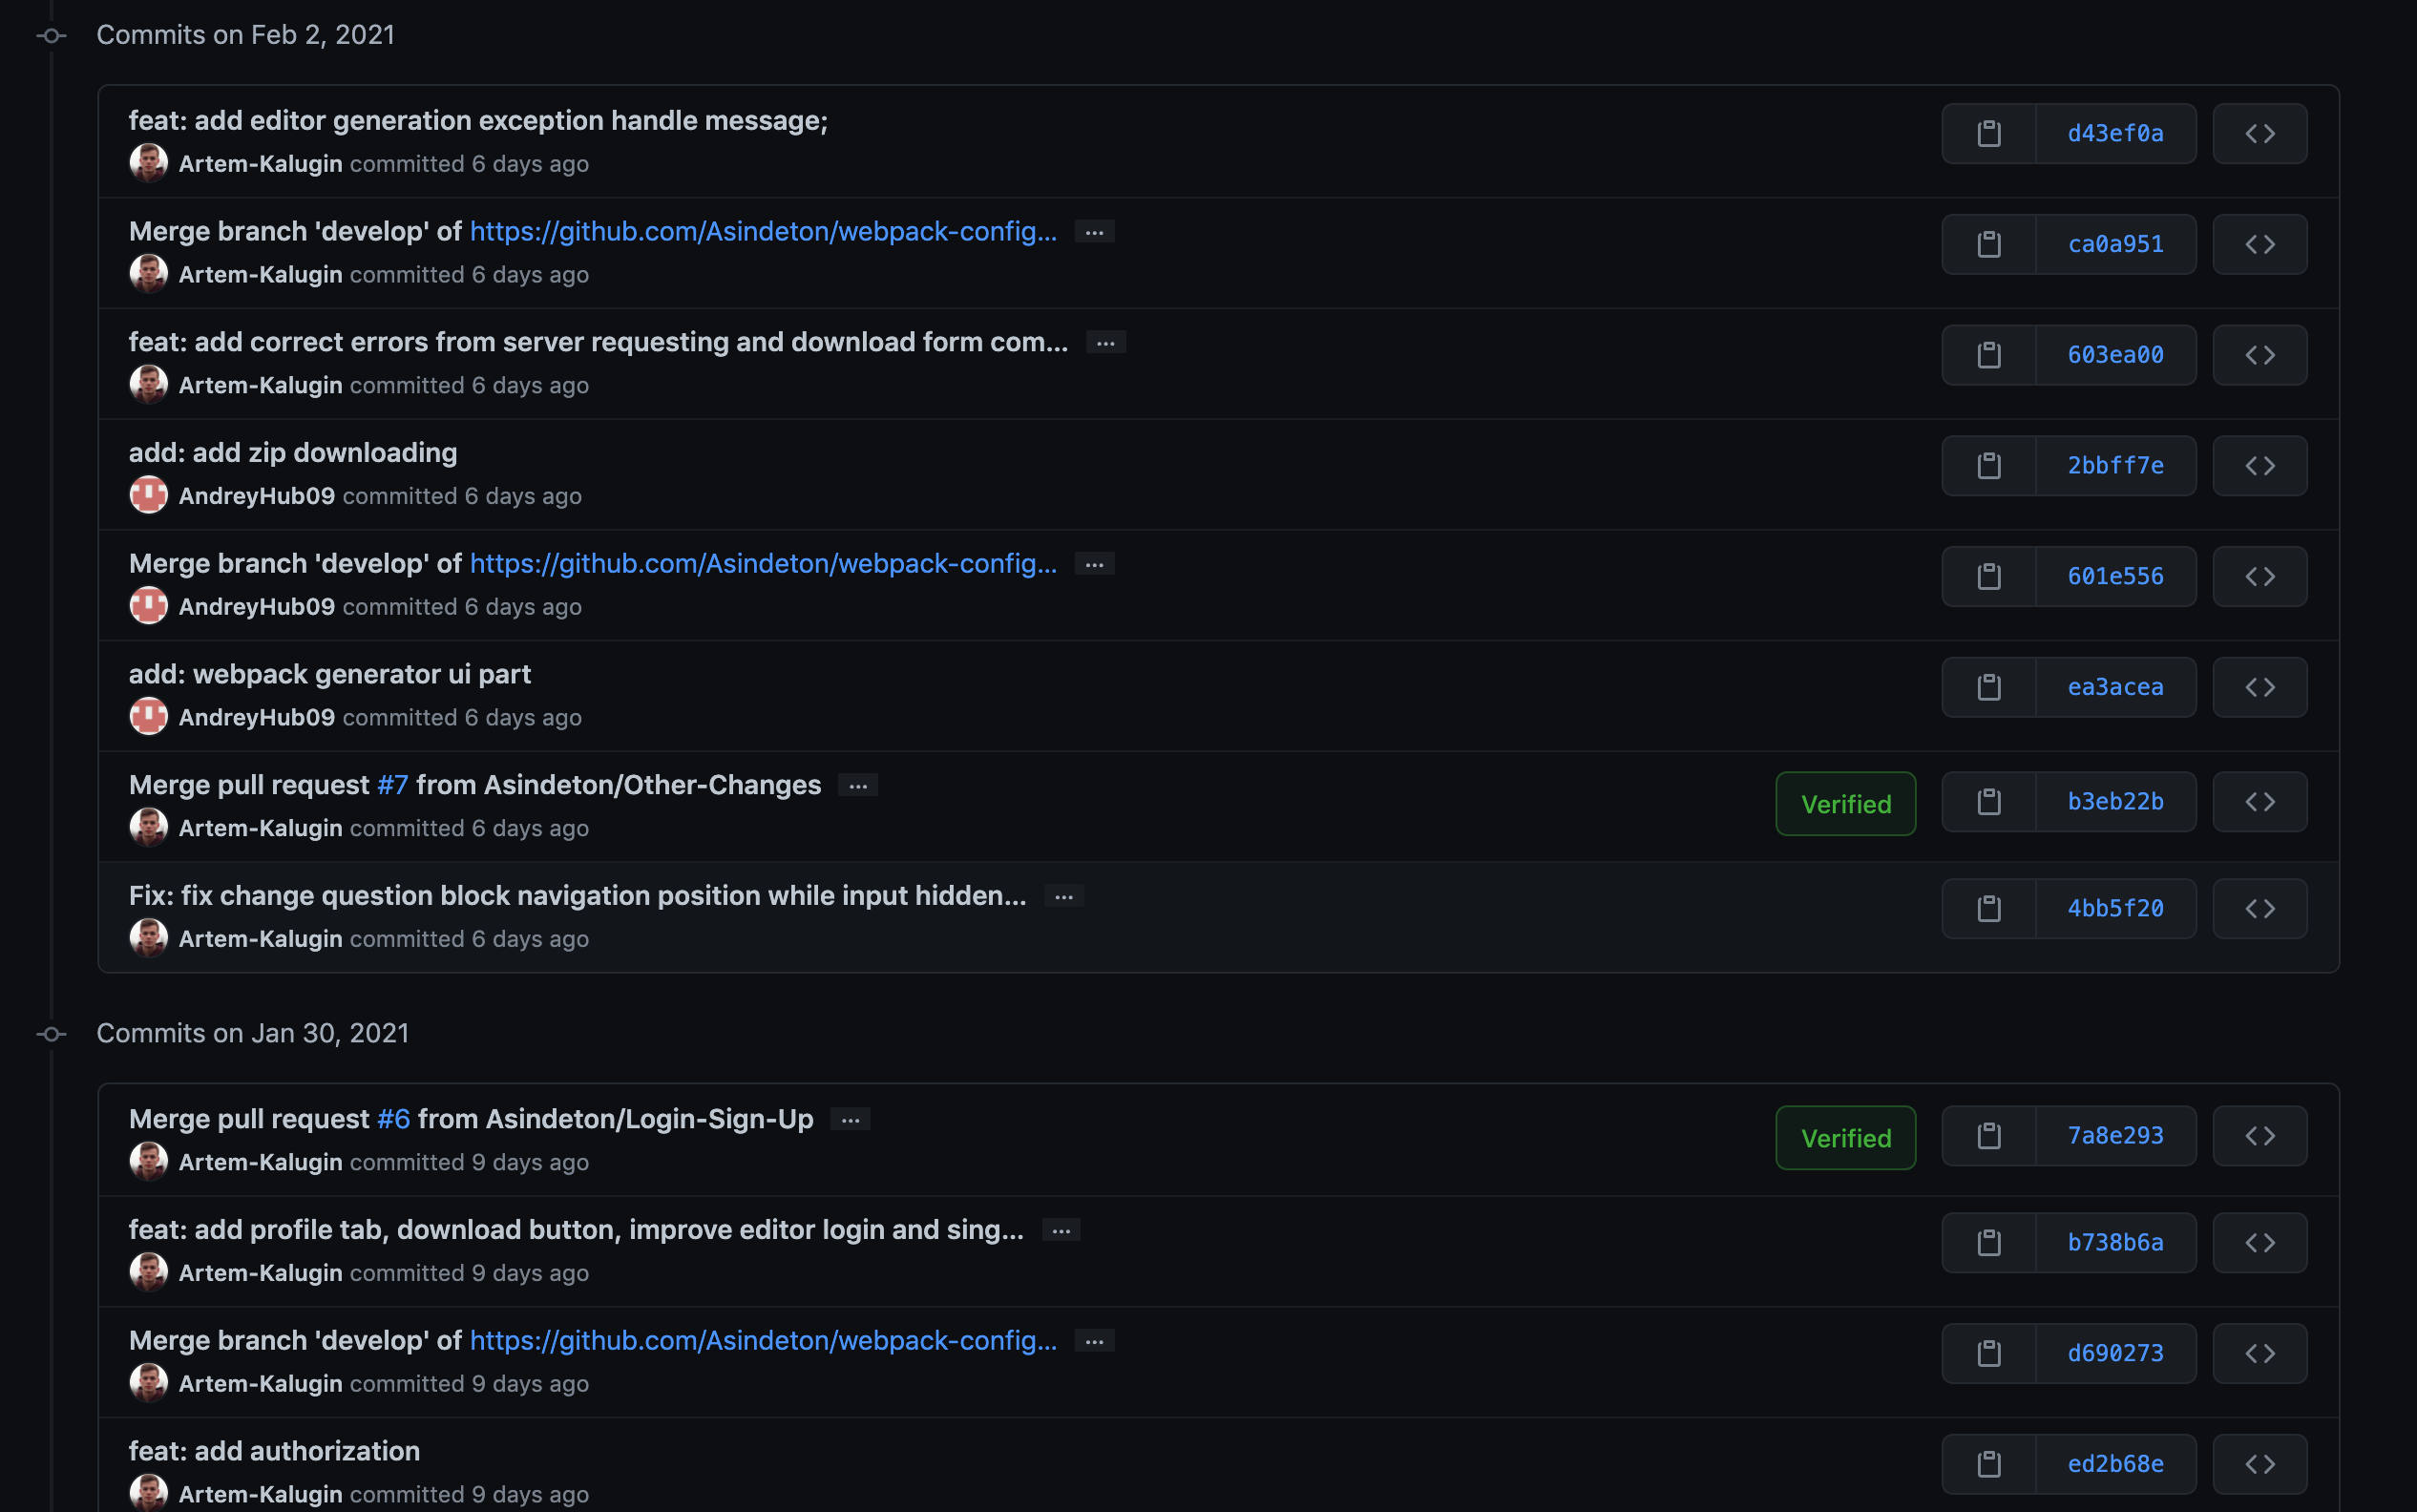 Commits on Feb 2, 2021
feat: add editor generation exception handle message;
d43ef0a
Artem-Kalugin committed 6 days ago
Merge branch 'develop' of https://github.com/Asindeton/webpack-config... …
ca0a951
Artem-Kalugin committed 6 days ago
feat: add correct errors from server requesting and download form com... …
603ea00
Artem-Kalugin committed 6 days ago
add: add zip downloading
2bbff7e
AndreyHub09 committed 6 days ago
Merge branch 'develop' of https://github.com/Asindeton/webpack-config... …
601e556
AndreyHub09 committed 6 days ago
add: webpack generator ui part
ea3acea
AndreyHub09 committed 6 days ago
Merge pull request #7 from Asindeton/Other-Changes …
Verified b3eb22b
Artem-Kalugin committed 6 days ago
Fix: fix change question block navigation position while input hidden... …
4bb5f20
Artem-Kalugin committed 6 days ago
Commits on Jan 30, 2021
Merge pull request #6 from Asindeton/Login-Sign-Up …
Verified 7a8e293
Artem-Kalugin committed 9 days ago
feat: add profile tab, download button, improve editor login and sing... …
b738b6a
Artem-Kalugin committed 9 days ago
Merge branch 'develop' of https://github.com/Asindeton/webpack-config... …
d690273
Artem-Kalugin committed 9 days ago
feat: add authorization
ed2b68e
Artem-Kalugin committed 9 days ago